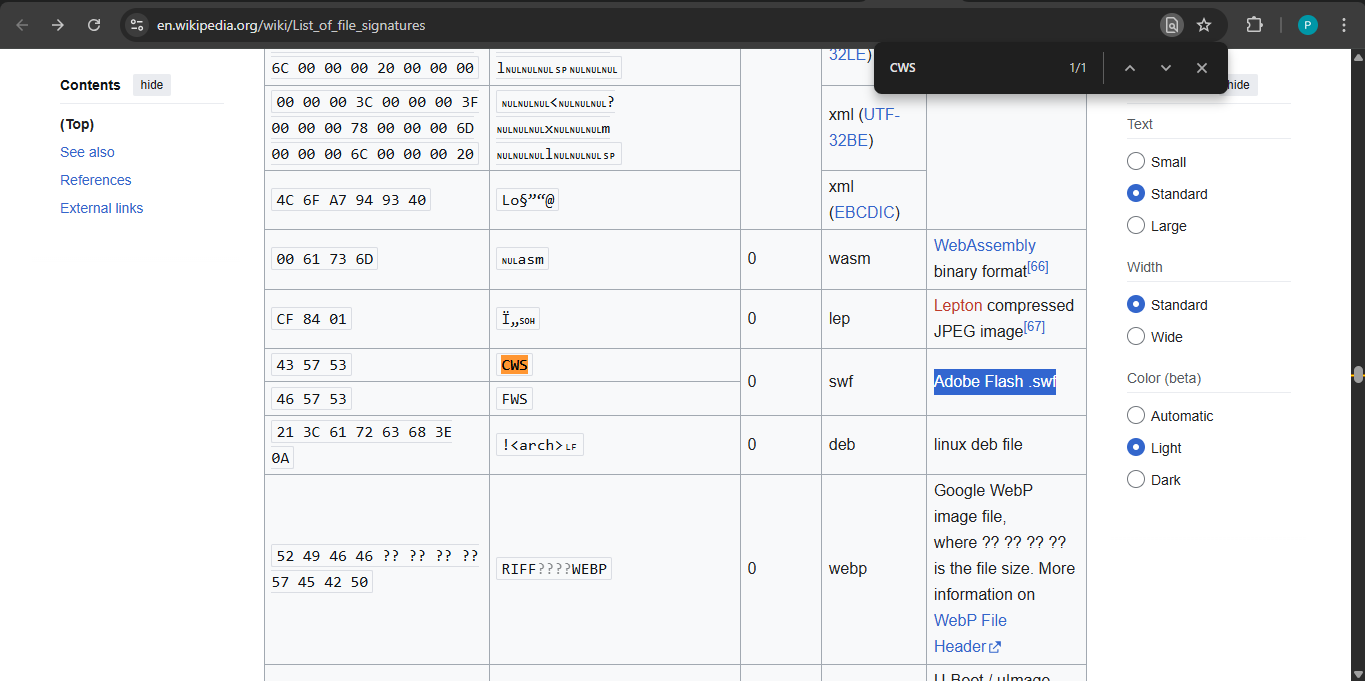 en.wikipedia.org/wiki/List_of_file_signatures
P
CWS
1/1
Contents
hide
(Top)
See also
References
External links
6C 00 00 00 20 00 00 00
lNULNULNULSPNULNULNUL
32LE)
00 00 00 3C 00 00 00 3F
00 00 00 78 00 00 00 6D
00 00 00 6C 00 00 00 20
NULNULNUL<NULNULNUL?
NULNULNULxNULNULNULm
NULNULNULlNULNULNULSP
xml (UTF-
32BE)
4C 6F A7 94 93 40
Lo§”“@
xml
(EBCDIC)
00 61 73 6D
NULasm
0
wasm
WebAssembly
binary format[66]
CF 84 01
Ï„SOH
0
lep
Lepton compressed
JPEG image[67]
43 57 53
CWS
46 57 53
FWS
0
swf
Adobe Flash .swf
21 3C 61 72 63 68 3E
0A
!<arch>LF
0
deb
linux deb file
52 49 46 46 ?? ?? ?? ??
57 45 42 50
RIFF????WEBP
0
webp
Google WebP
image file,
where ?? ?? ?? ??
is the file size. More
information on
WebP File
Header
U-Boot / uImage
hide
Text
Small
Standard
Large
Width
Standard
Wide
Color (beta)
Automatic
Light
Dark